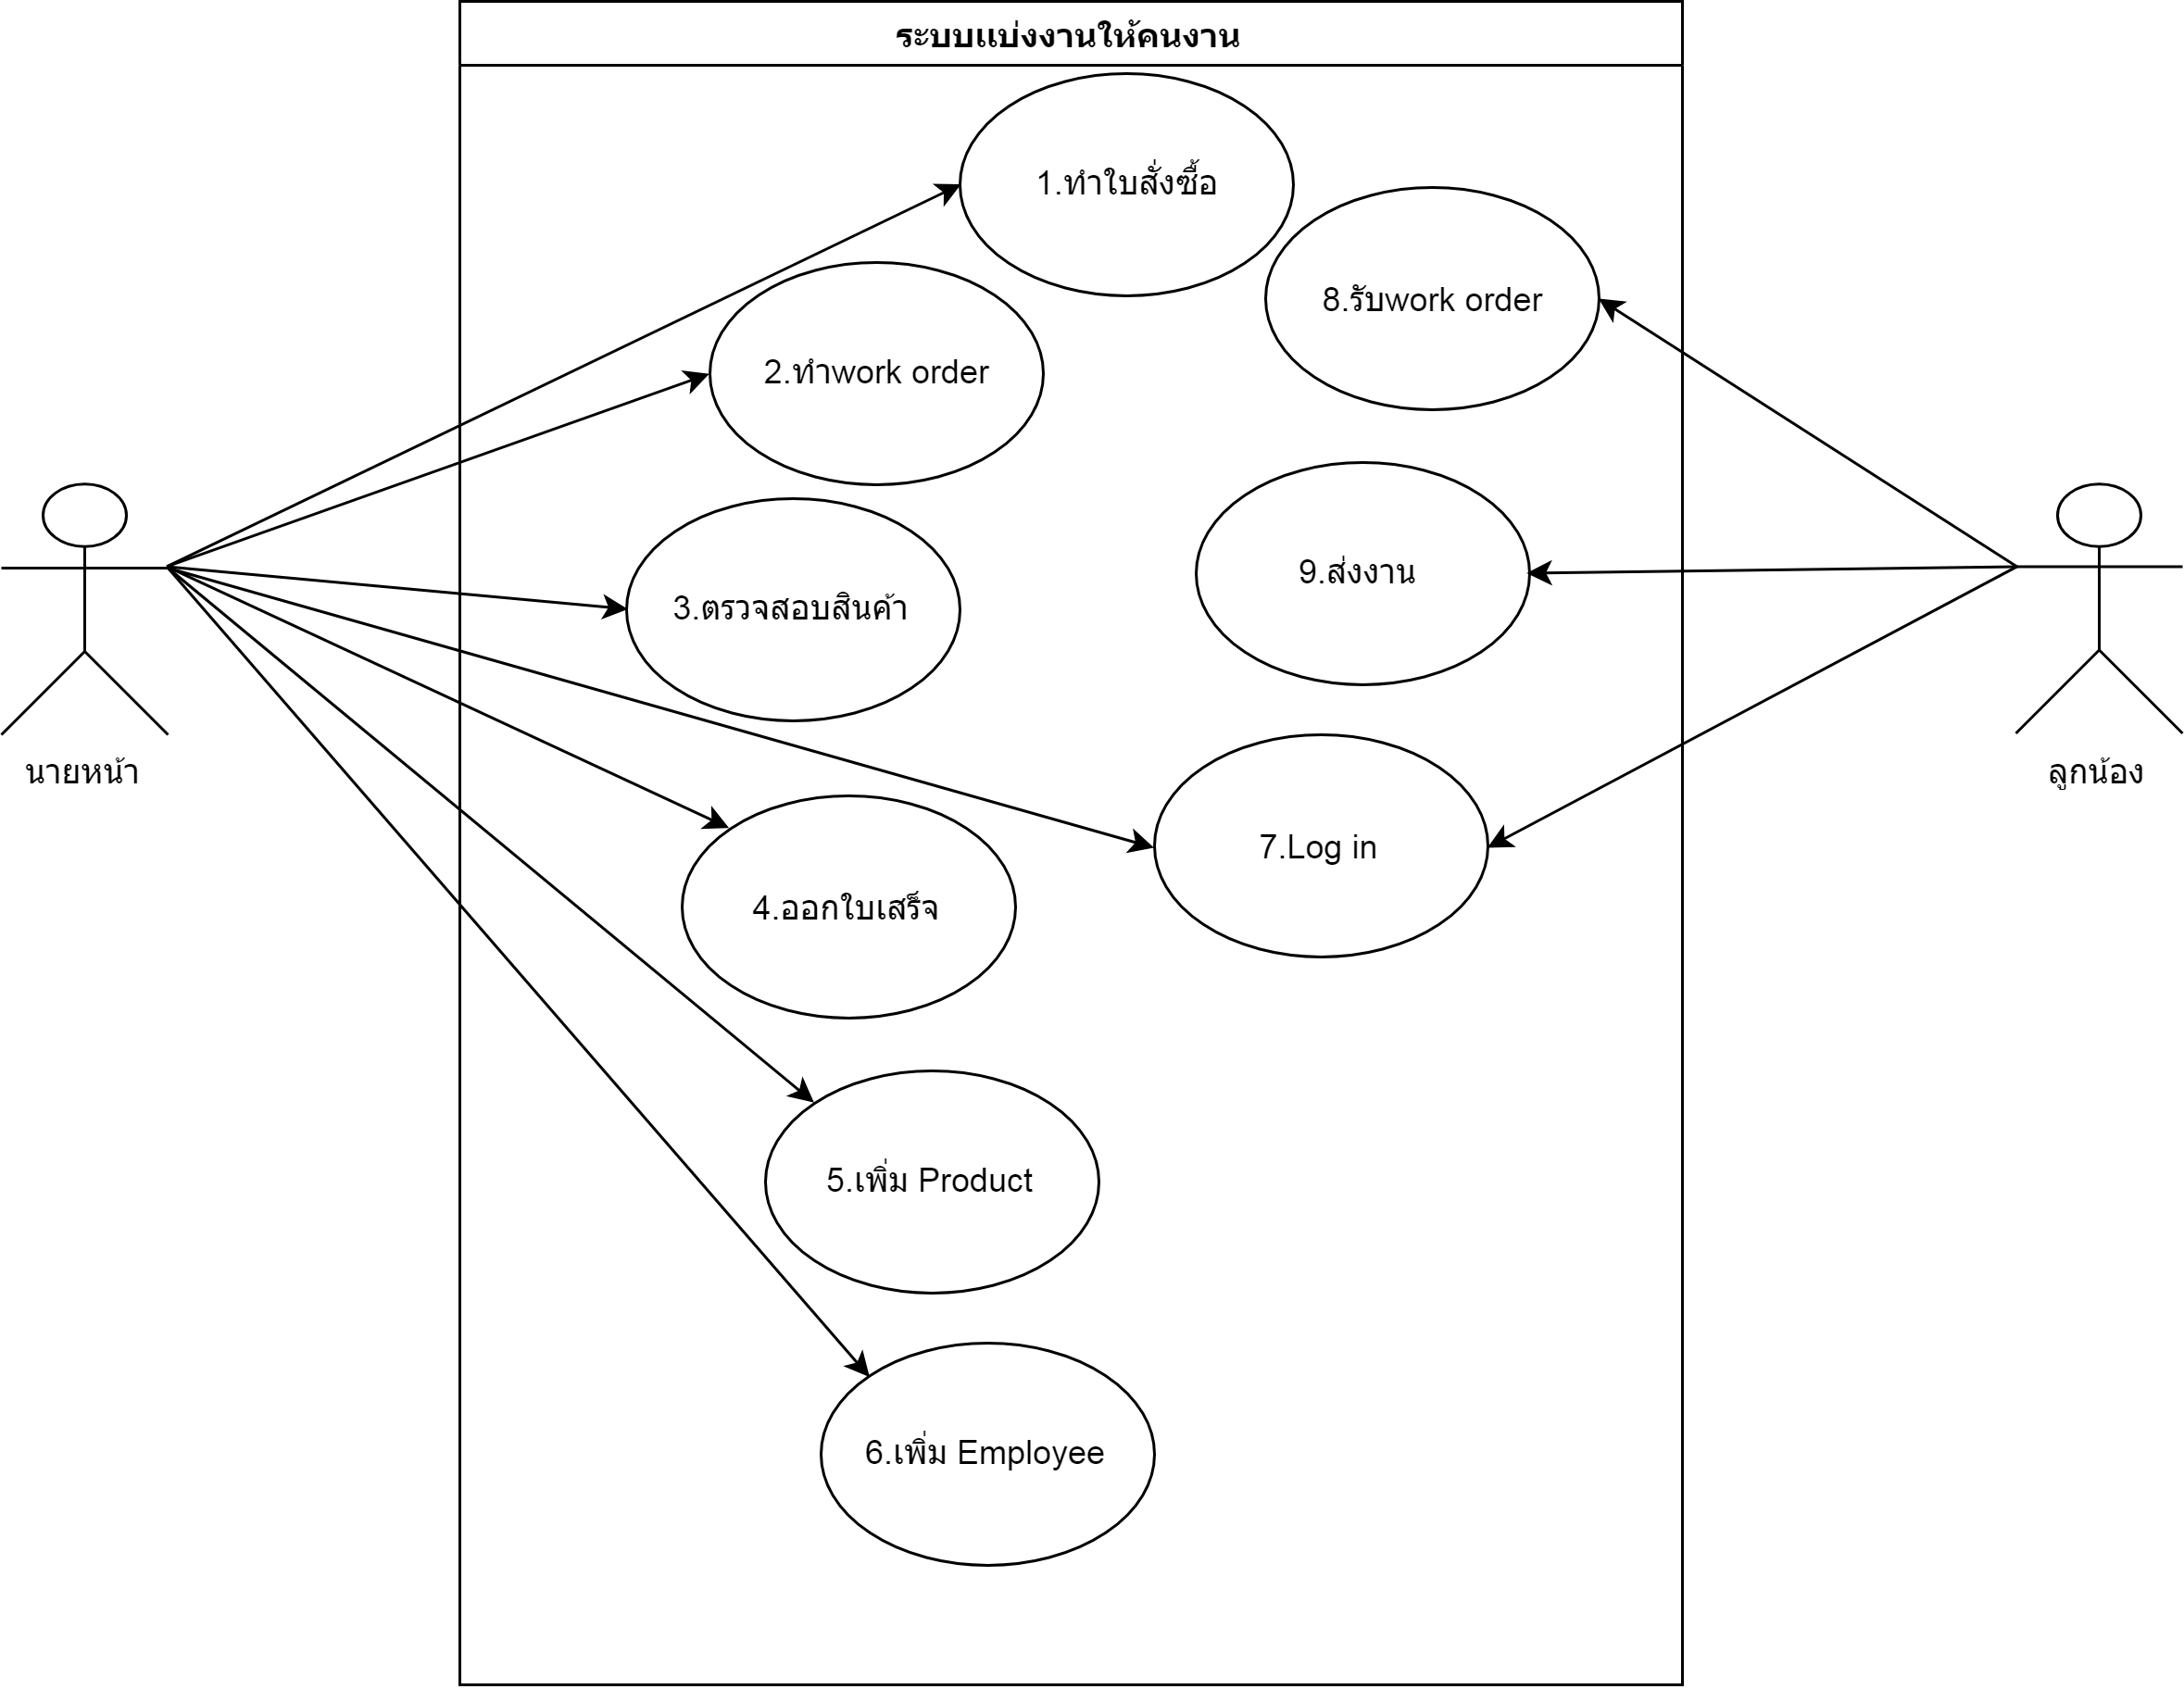 ระบบแบ่งงานให้คนงาน
1.ทำใบสั่งซื้อ
8.รับwork order
2.ทำwork order
9.ส่งงาน
3.ตรวจสอบสินค้า
นายหน้า
ลูกน้อง
7.Log in
4.ออกใบเสร็จ
5.เพิ่ม Product
6.เพิ่ม Employee